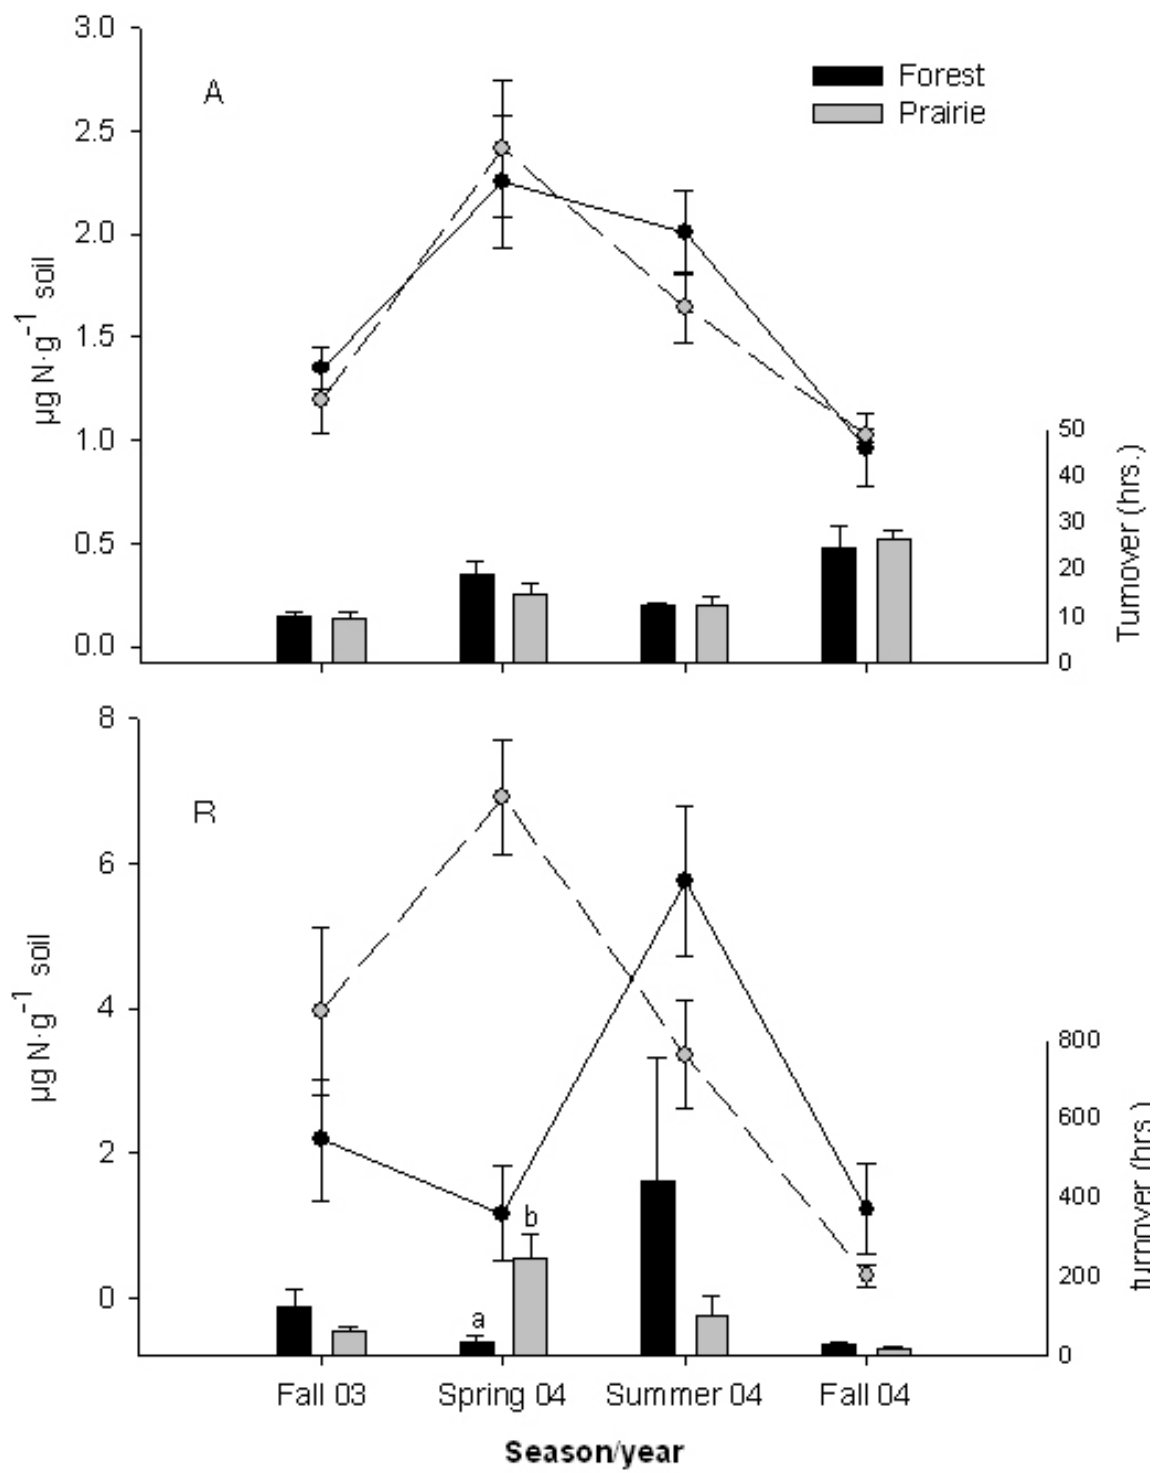 3.0
A
Forest
Prairie
2.5
2.0
1.5
1.0
0.5
0.0
µg N·g⁻¹ soil
50
40
30
20
10
0
Turnover (hrs.)
8
B
6
4
2
0
µg N·g⁻¹ soil
800
600
400
200
0
turnover (hrs.)
a
b
Fall 03 Spring 04 Summer 04 Fall 04
Season/year